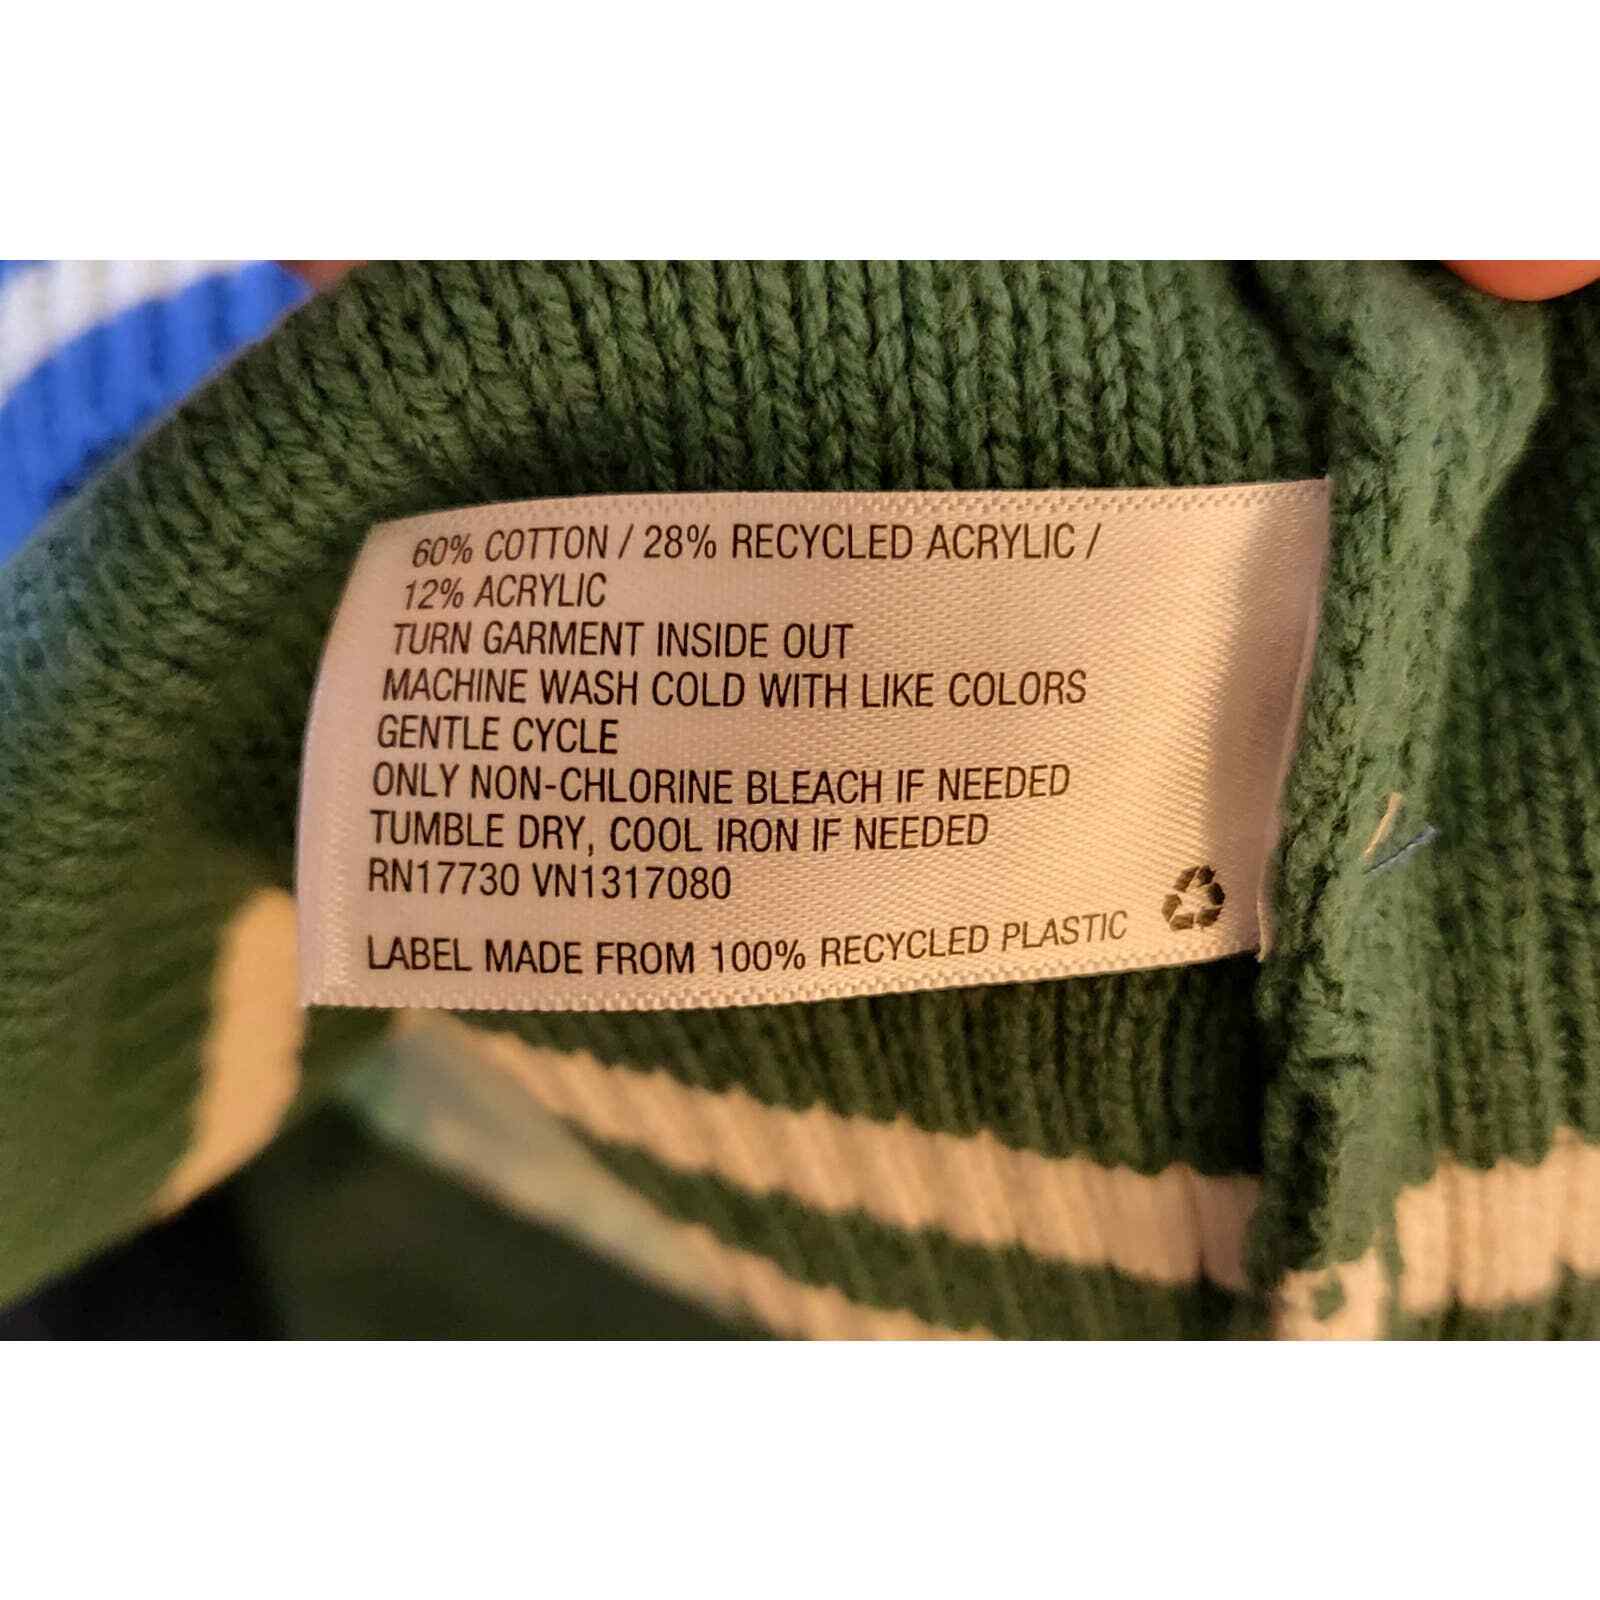 60% COTTON / 28% RECYCLED ACRYLIC /
12% ACRYLIC
TURN GARMENT INSIDE OUT
MACHINE WASH COLD WITH LIKE COLORS
GENTLE CYCLE
ONLY NON-CHLORINE BLEACH IF NEEDED
TUMBLE DRY, COOL IRON IF NEEDED
RN17730 VN1317080
LABEL MADE FROM 100% RECYCLED PLASTIC